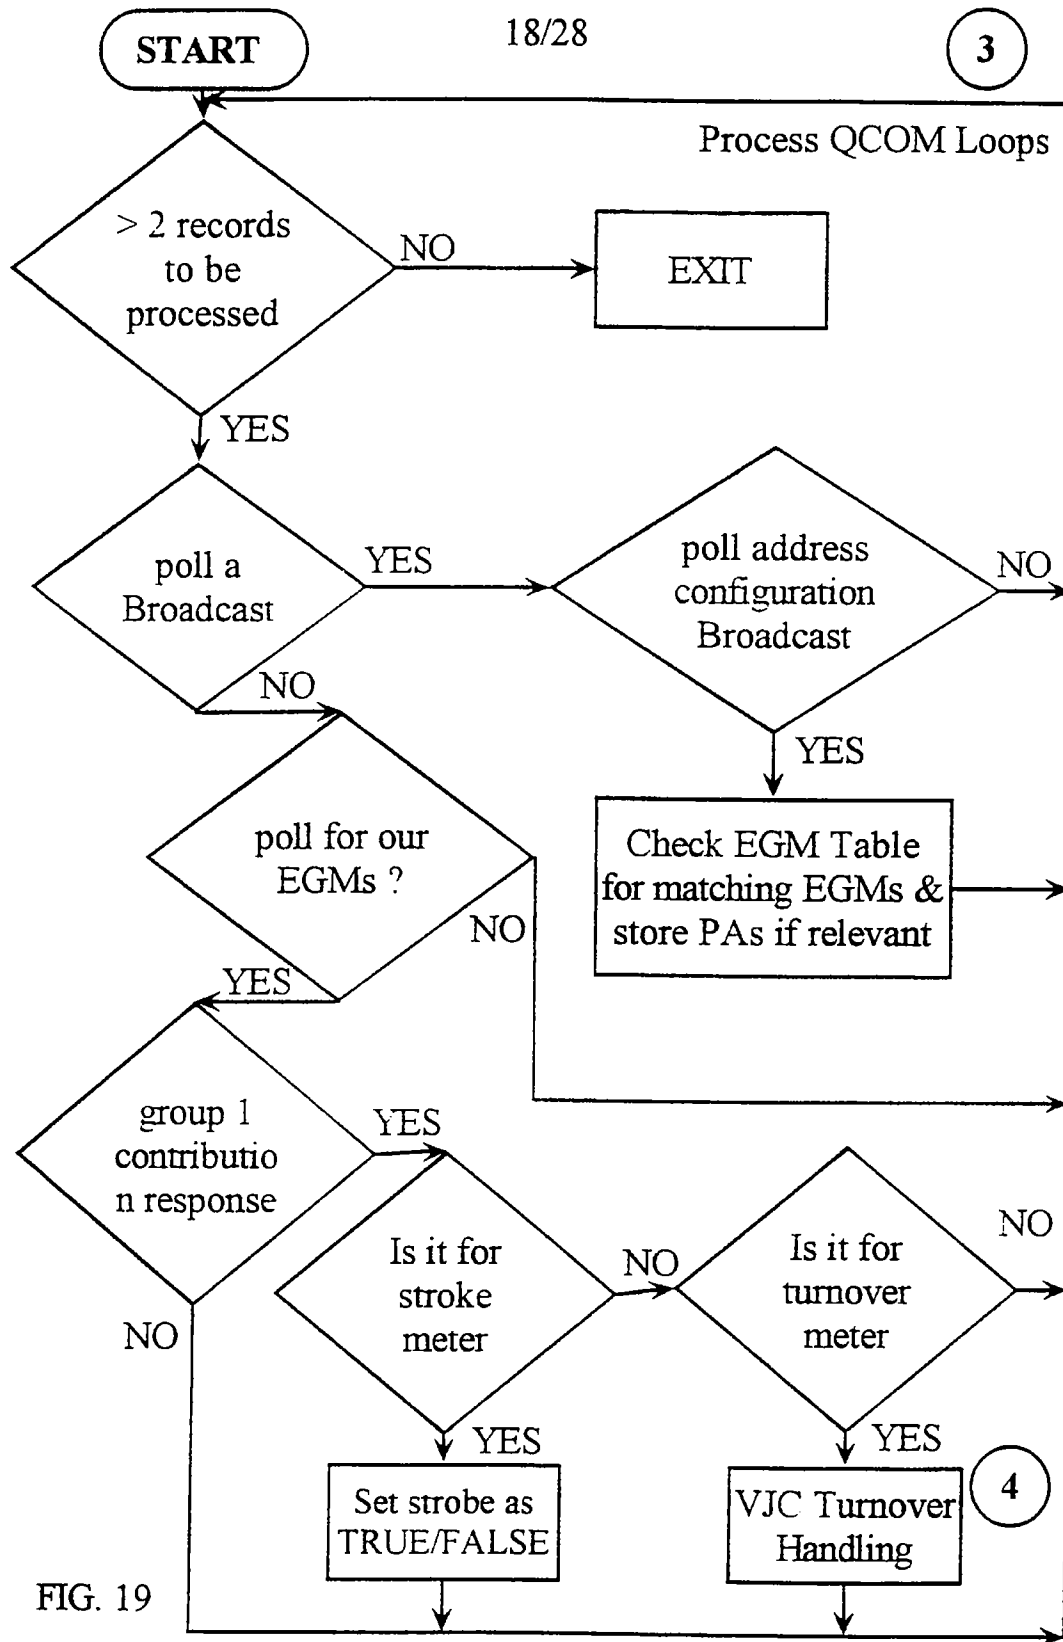 START
18/28
3
Process QCOM Loops
> 2 records
to be
processed
NO
EXIT
YES
poll a
Broadcast
YES
poll address
configuration
Broadcast
NO
NO
YES
poll for our
EGMs ?
Check EGM Table
for matching EGMs &
store PAs if relevant
NO
YES
group 1
contributio
n response
YES
Is it for
stroke
meter
NO
Is it for
turnover
meter
NO
NO
YES
YES
Set strobe as
TRUE/FALSE
VJC Turnover
Handling
4
FIG. 19